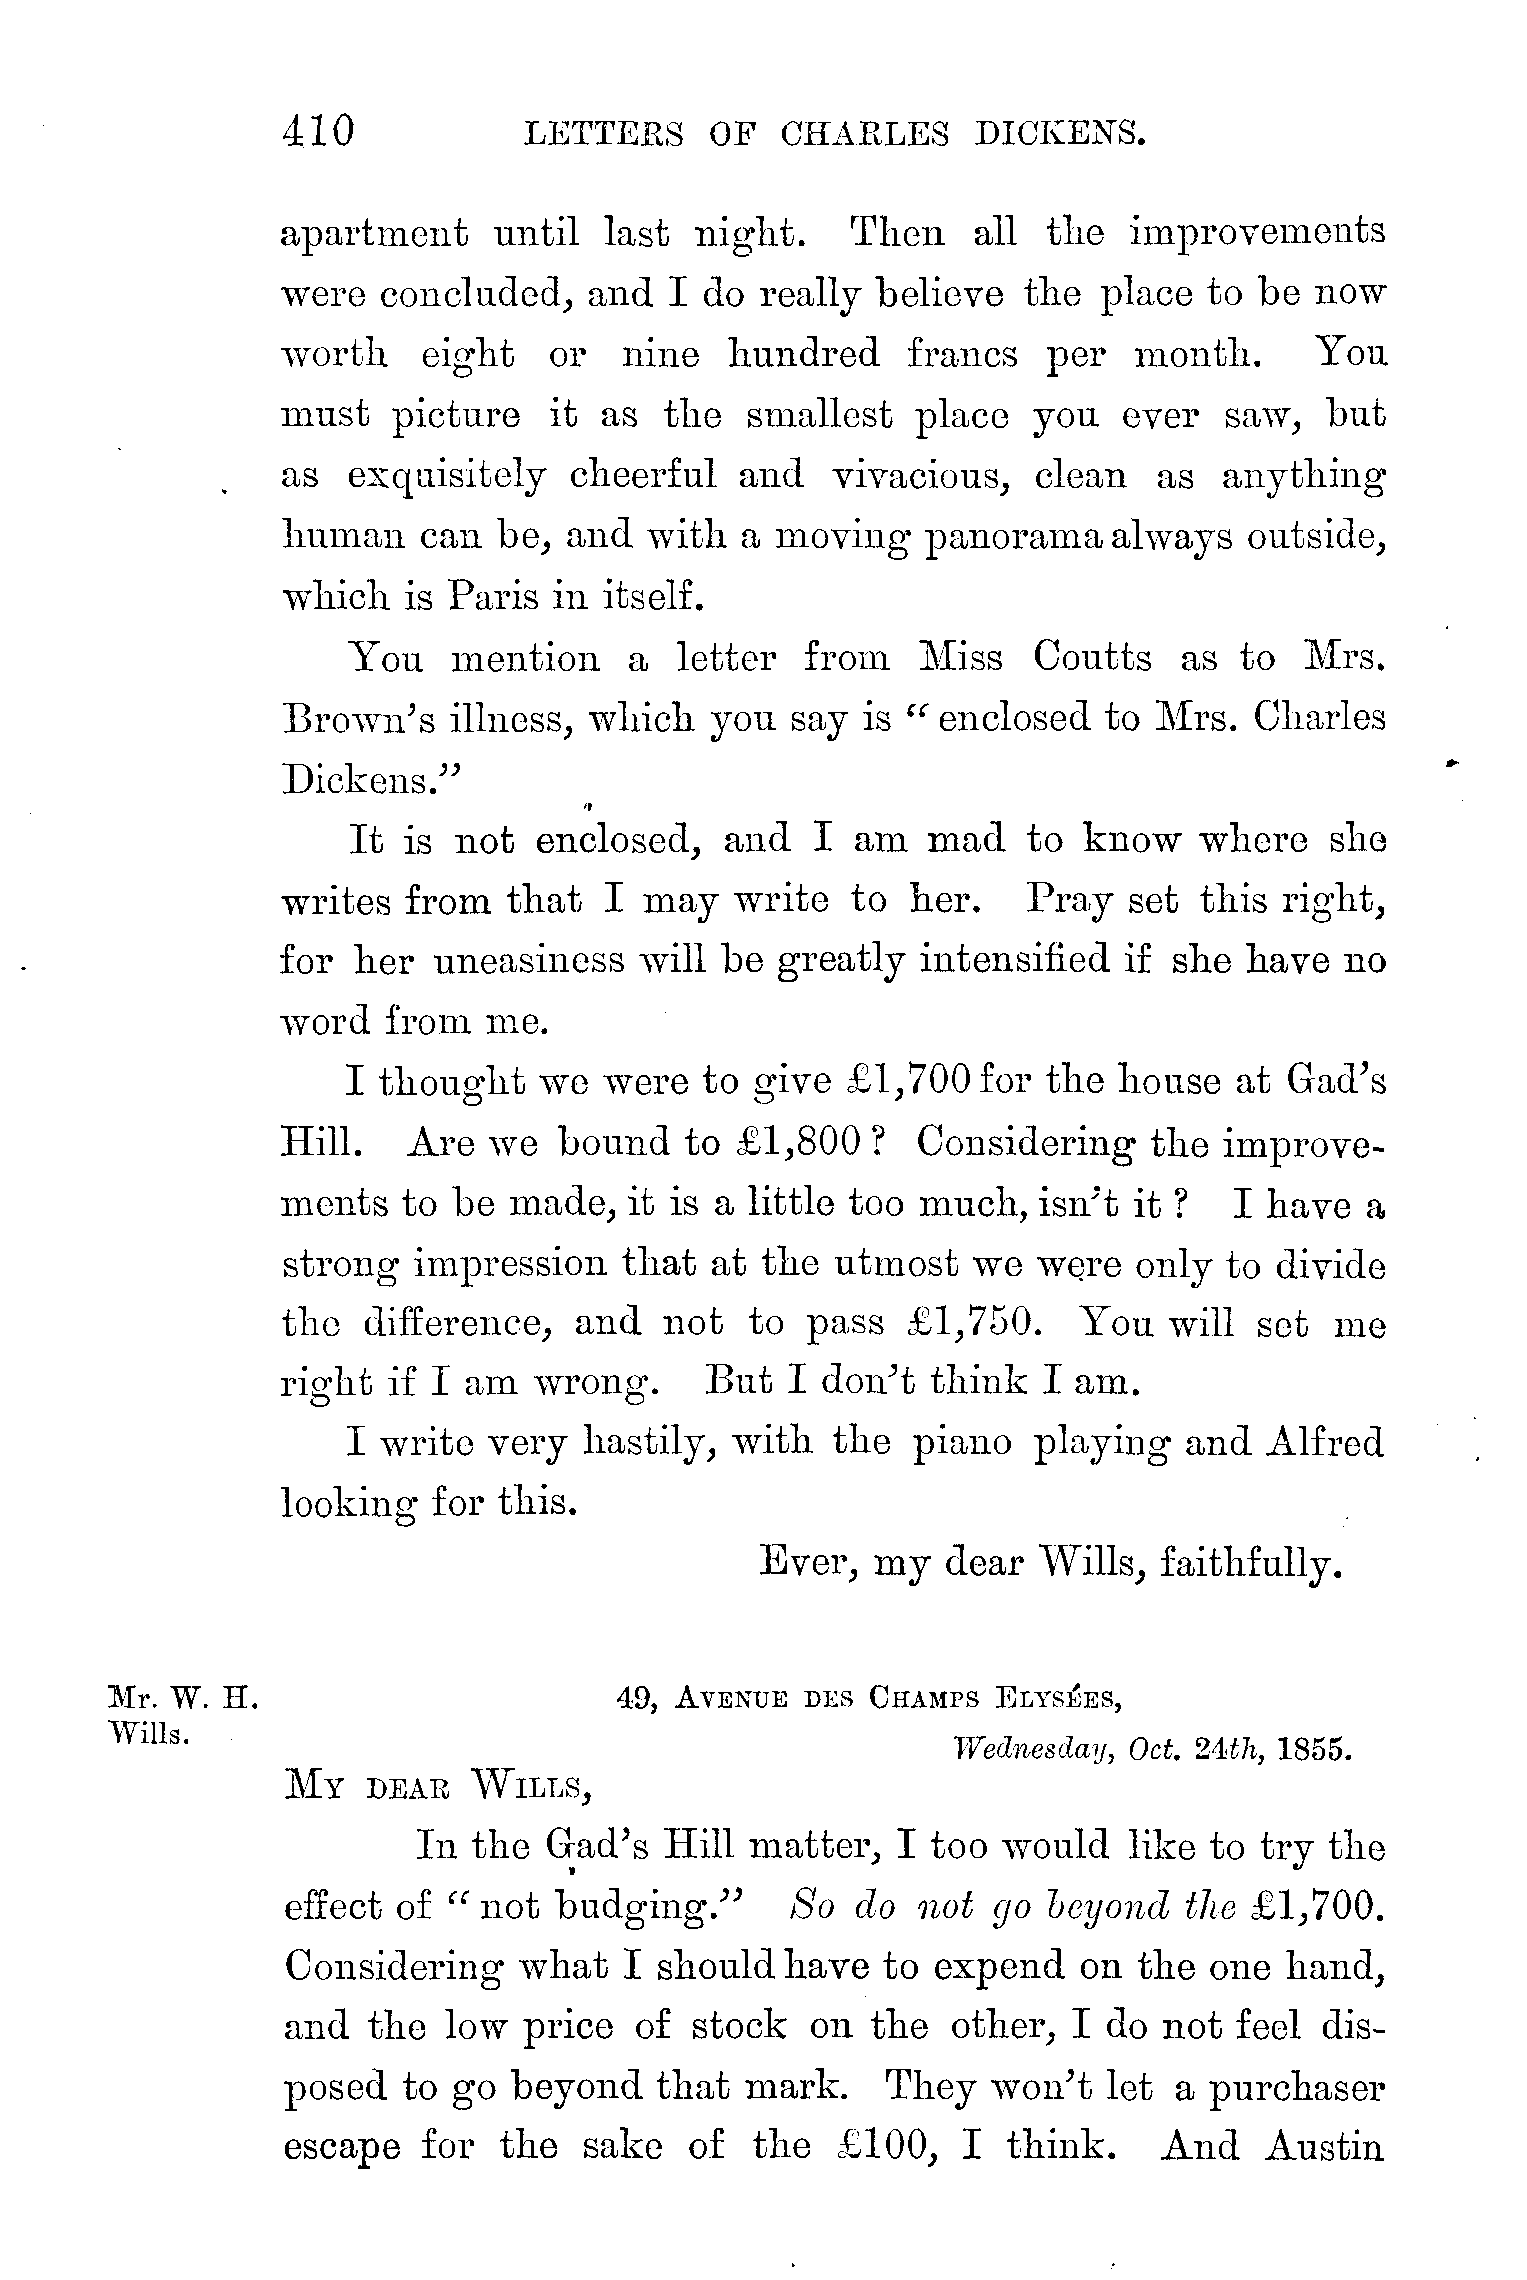 410 LETTERS OF CHARLES DICKENS.
apartment until last night. Then all the improvements
were concluded, and I do really believe the place to be now
worth eight or nine hundred francs per month. You
must picture it as the smallest place you ever saw, but
as exquisitely cheerful and vivacious, clean as anything
human can be, and with a moving panorama always outside,
which is Paris in itself.
You mention a letter from Miss Coutts as to Mrs.
Brown's illness, which you say is “enclosed to Mrs. Charles
Dickens.”
It is not enclosed, and I am mad to know where she
writes from that I may write to her. Pray set this right,
for her uneasiness will be greatly intensified if she have no
word from me.
I thought we were to give £1,700 for the house at Gad's
Hill. Are we bound to £1,800? Considering the improve-
ments to be made, it is a little too much, isn't it? I have a
strong impression that at the utmost we were only to divide
the difference, and not to pass £1,750. You will set me
right if I am wrong. But I don't think I am.
I write very hastily, with the piano playing and Alfred
looking for this.
Ever, my dear Wills, faithfully.
Mr. W. H.
Wills.
49, AVENUE DES CHAMPS ELYSÉES,
Wednesday, Oct. 24th, 1855.
MY DEAR WILLS,
In the Gad's Hill matter, I too would like to try the
effect of “not budging.” So do not go beyond the £1,700.
Considering what I should have to expend on the one hand,
and the low price of stock on the other, I do not feel dis-
posed to go beyond that mark. They won't let a purchaser
escape for the sake of the £100, I think. And Austin